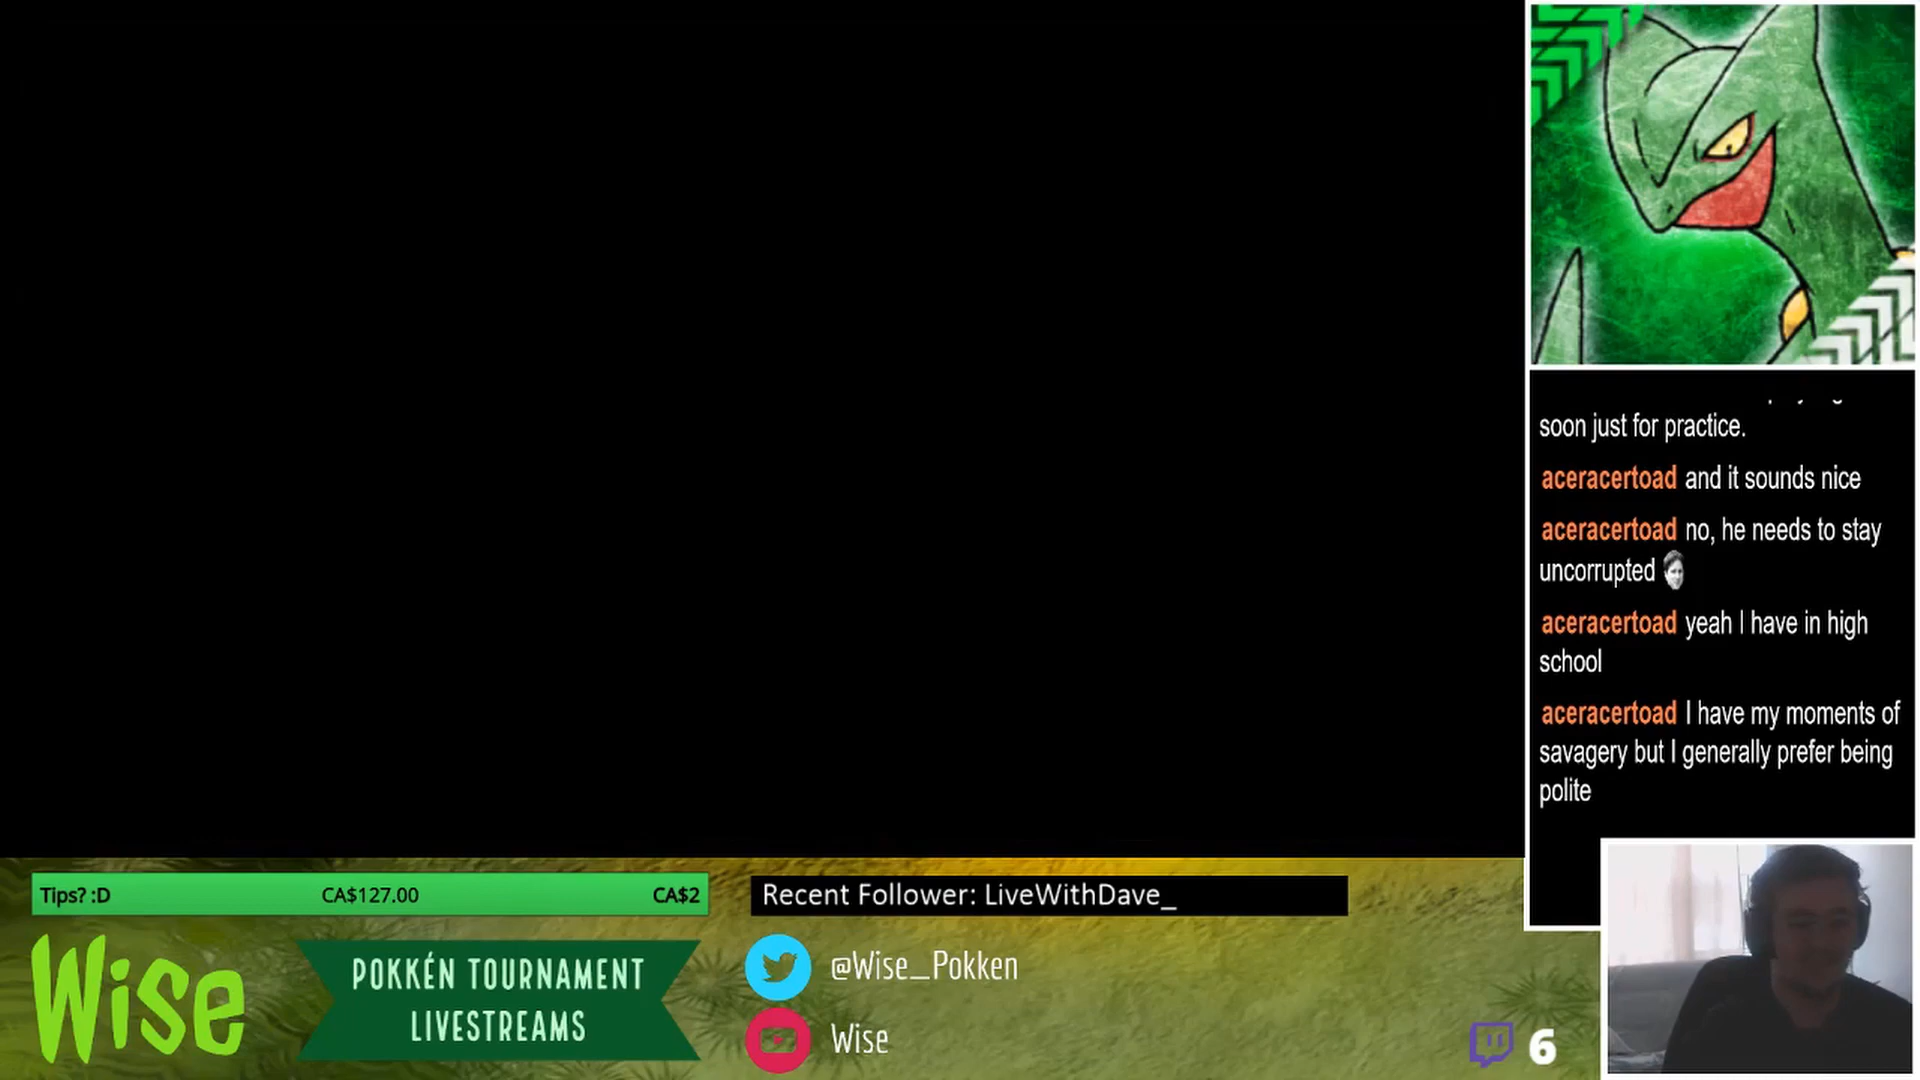 soon just for practice.
aceracertoad and it sounds nice
aceracertoad no, he needs to stay
uncorrupted
aceracertoad yeah I have in high
school
aceracertoad I have my moments of
savagery but I generally prefer being
polite
Tips? :D CA$127.00 CA$2
Recent Follower: LiveWithDave_
Wise
POKKÉN TOURNAMENT
LIVESTREAMS
@Wise_Pokken
Wise
6